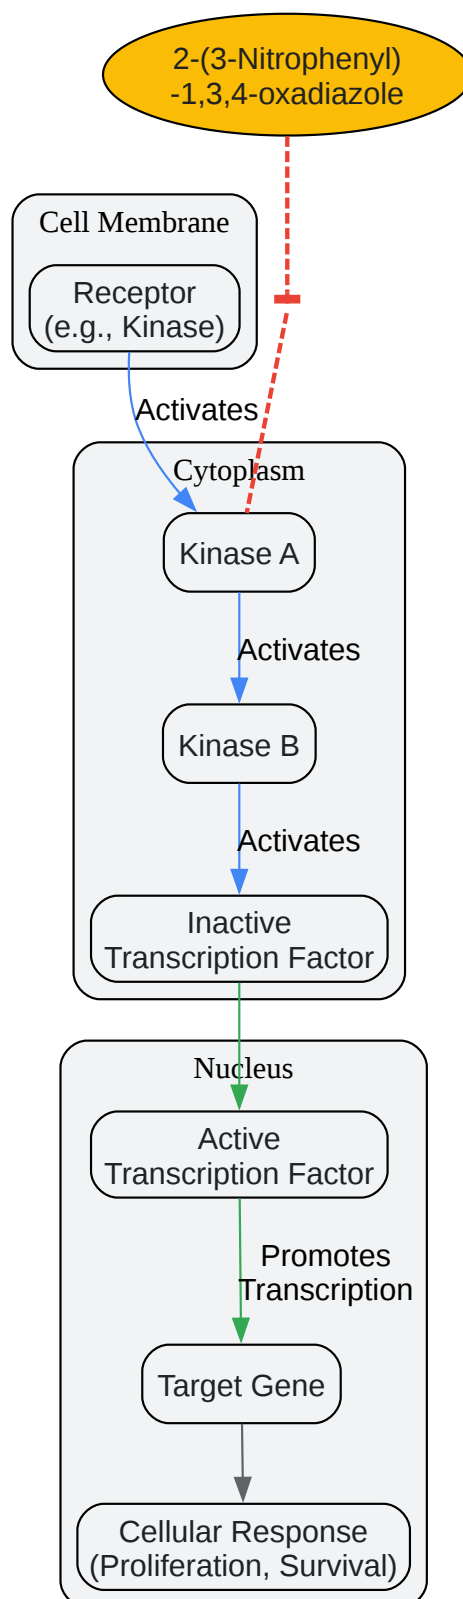 2-(3-Nitrophenyl)
-1,3,4-oxadiazole
Cell Membrane
Receptor
(e.g., Kinase)
Activates
Cytoplasm
Kinase A
Activates
Kinase B
Activates
Inactive
Transcription Factor
Nucleus
Active
Transcription Factor
Promotes
Transcription
Target Gene
Cellular Response
(Proliferation, Survival)